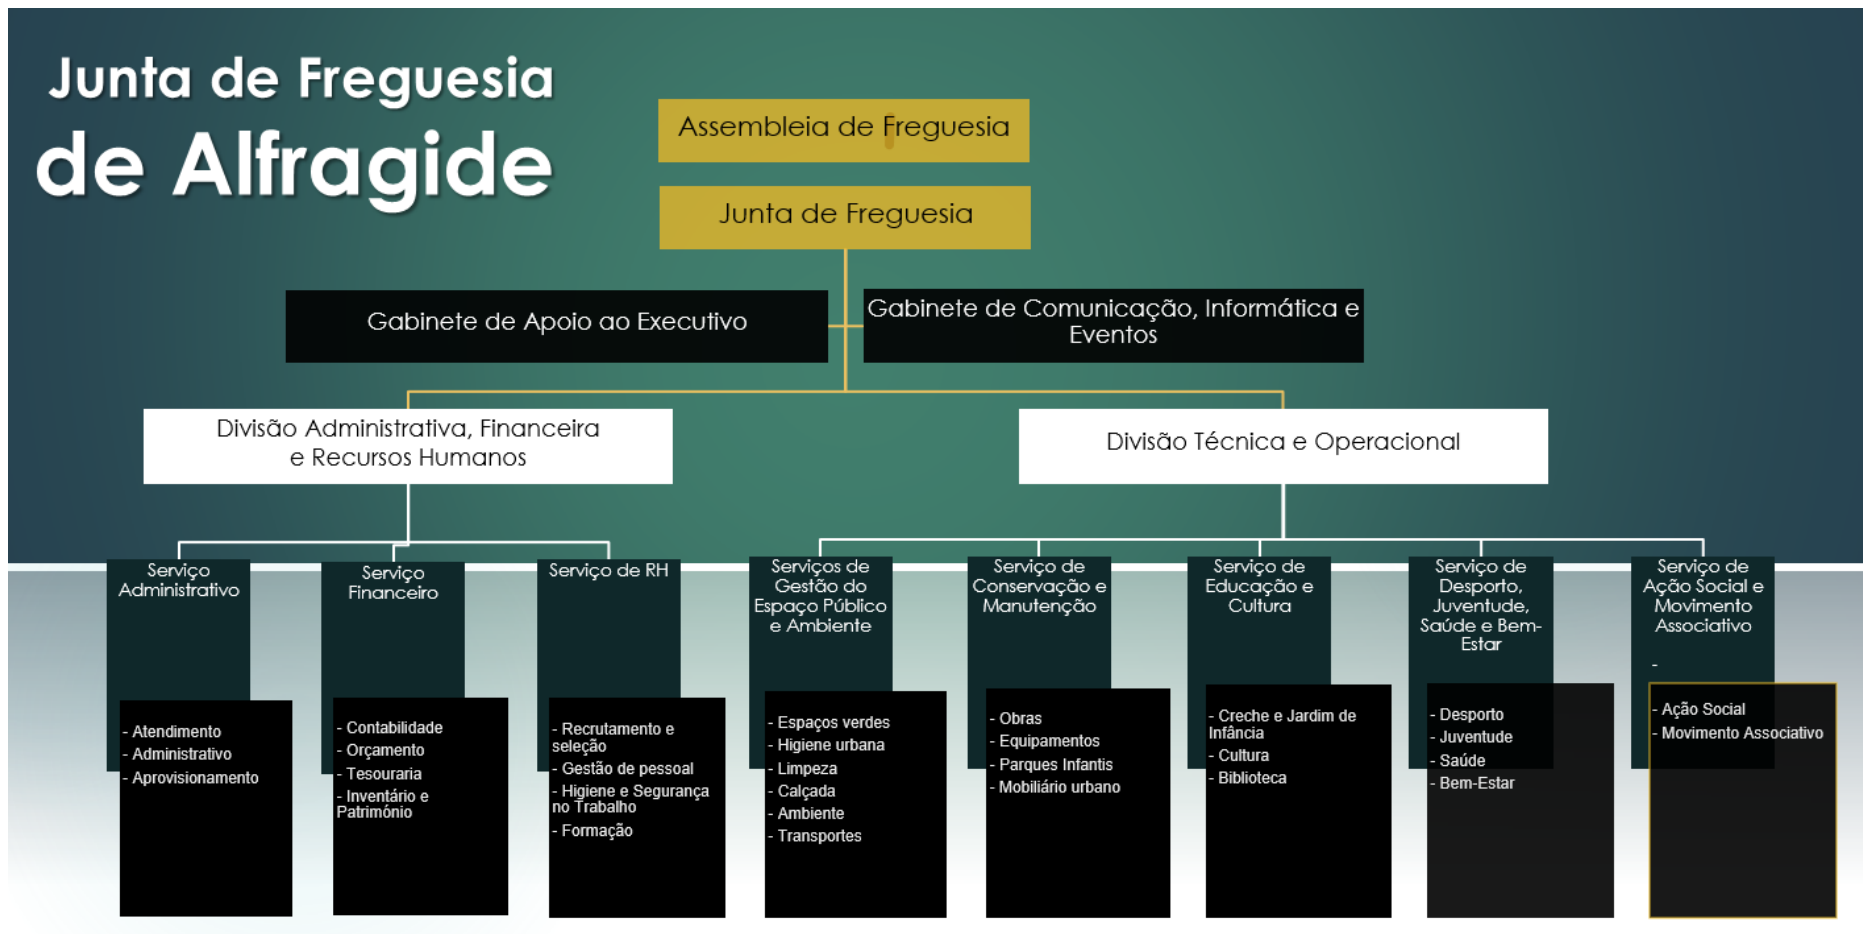 Junta de Freguesia
de Alfragide
Assembleia de Freguesia
Junta de Freguesia
Gabinete de Apoio ao Executivo
Gabinete de Comunicação, Informática e
Eventos
Divisão Administrativa, Financeira
e Recursos Humanos
Divisão Técnica e Operacional
Serviço
Administrativo
- Atendimento
- Administrativo
- Aprovisionamento
Serviço
Financeiro
- Contabilidade
- Orçamento
- Tesouraria
- Inventário e
Património
Serviço de RH
- Recrutamento e
seleção
- Gestão de pessoal
- Higiene e Segurança
no Trabalho
- Formação
Serviços de
Gestão do
Espaço Público
e Ambiente
- Espaços verdes
- Higiene urbana
- Limpeza
- Calçada
- Ambiente
- Transportes
Serviço de
Conservação e
Manutenção
- Obras
- Equipamentos
- Parques Infantis
- Mobiliário urbano
Serviço de
Educação e
Cultura
- Creche e Jardim de
Infância
- Cultura
- Biblioteca
Serviço de
Desporto,
Juventude,
Saúde e Bem-
Estar
- Desporto
- Juventude
- Saúde
- Bem-Estar
Serviço de
Ação Social e
Movimento
Associativo
-
- Ação Social
- Movimento Associativo